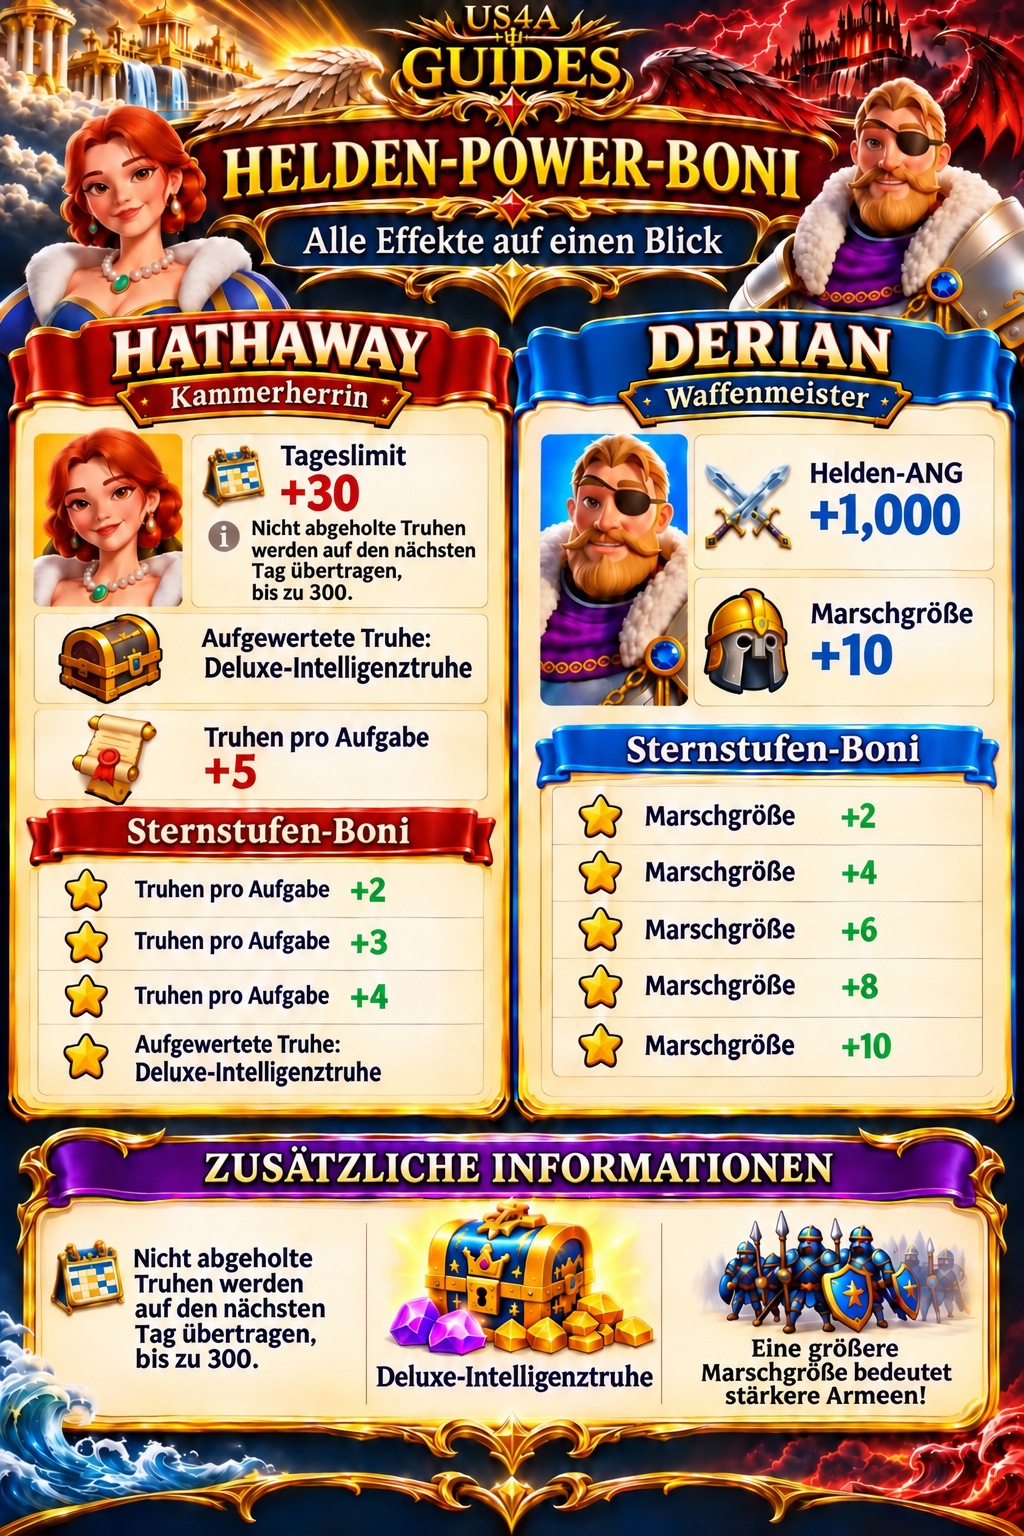 US4A
GUIDES
HELDEN-POWER-BONI
Alle Effekte auf einen Blick
HATHAWAY
Kammerherrin
Tageslimit
+30
i
Nicht abgeholte Truhen
werden auf den nächsten
Tag übertragen,
bis zu 300.
Aufgewertete Truhe:
Deluxe-Intelligenztruhe
Truhen pro Aufgabe
+5
Sternstufen-Boni
Truhen pro Aufgabe +2
Truhen pro Aufgabe +3
Truhen pro Aufgabe +4
Aufgewertete Truhe:
Deluxe-Intelligenztruhe
DERIAN
Waffenmeister
Helden-ANG
+1,000
Marschgröße
+10
Sternstufen-Boni
Marschgröße +2
Marschgröße +4
Marschgröße +6
Marschgröße +8
Marschgröße +10
ZUSÄTZLICHE INFORMATIONEN
Nicht abgeholte
Truhen werden
auf den nächsten
Tag übertragen,
bis zu 300.
Deluxe-Intelligenztruhe
Eine größere
Marschgröße bedeutet
stärkere Armeen!